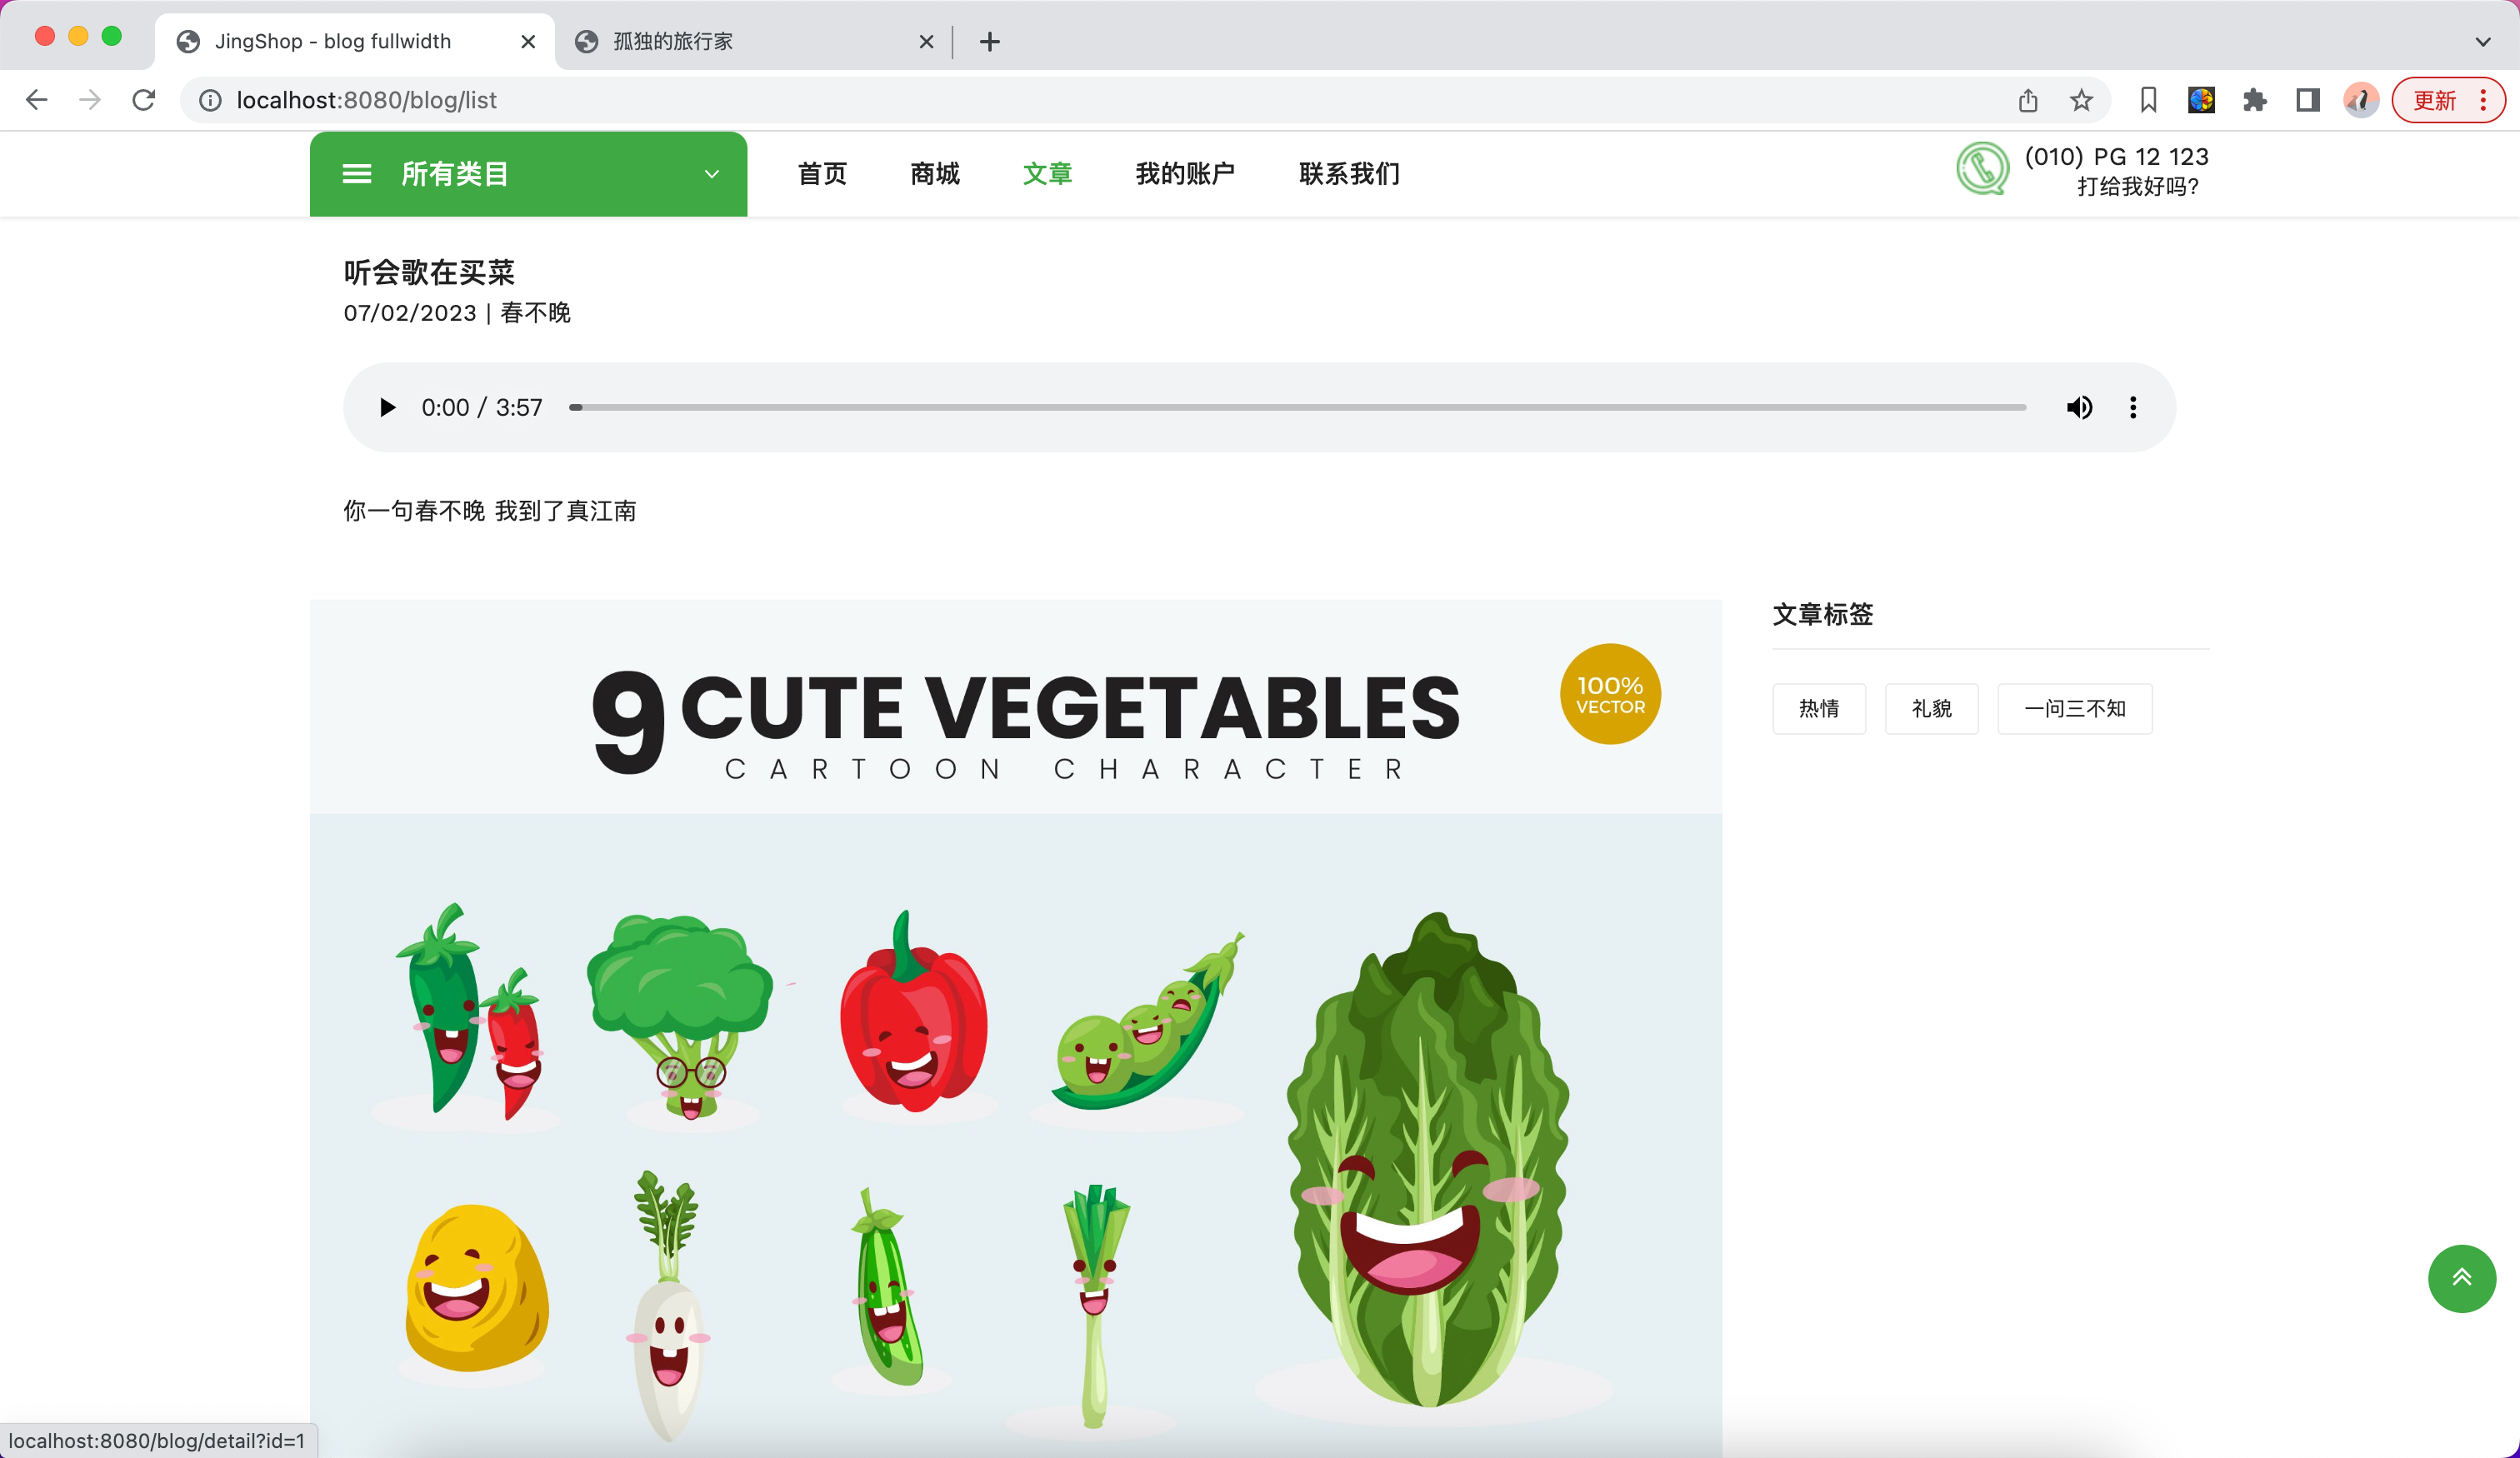 JingShop - blog fullwidth
孤独的旅行家
localhost:8080/blog/list
更新
所有类目
首页
商城
文章
我的账户
联系我们
(010) PG 12 123
打给我好吗?
听会歌在买菜
07/02/2023 | 春不晚
0:00 / 3:57
你一句春不晚 我到了真江南
9 CUTE VEGETABLES
CARTOON CHARACTER
100%
VECTOR
文章标签
热情
礼貌
一问三不知
localhost:8080/blog/detail?id=1